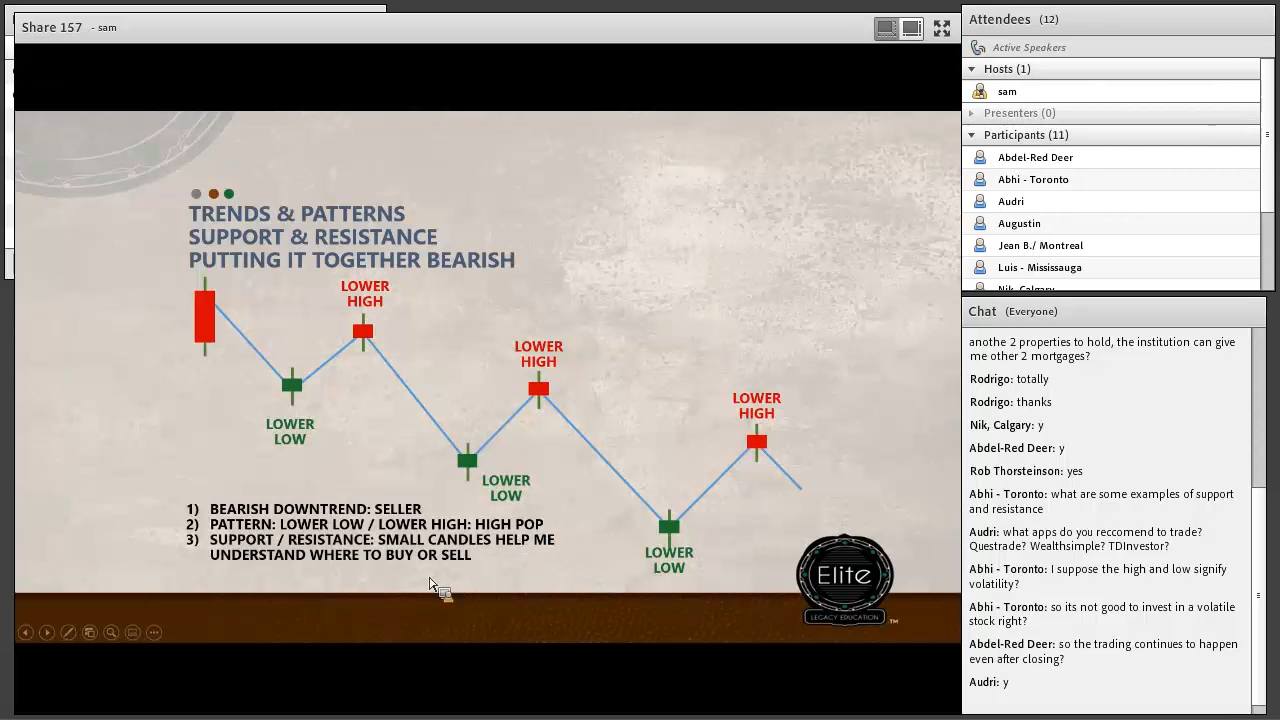 Share 157 - sam
TRENDS & PATTERNS
SUPPORT & RESISTANCE
PUTTING IT TOGETHER BEARISH
LOWER
HIGH
LOWER
HIGH
LOWER
HIGH
LOWER
LOW
LOWER
LOW
LOWER
LOW
1) BEARISH DOWNTREND: SELLER
2) PATTERN: LOWER LOW / LOWER HIGH: HIGH POP
3) SUPPORT / RESISTANCE: SMALL CANDLES HELP ME
UNDERSTAND WHERE TO BUY OR SELL
Elite
LEGACY EDUCATION
TM
Attendees (12)
Active Speakers
Hosts (1)
sam
Presenters (0)
Participants (11)
Abdel-Red Deer
Abhi - Toronto
Audri
Augustin
Jean B./ Montreal
Luis - Mississauga
Nik, Calgary
Chat (Everyone)
anothe 2 properties to hold, the institution can give
me other 2 mortgages?
Rodrigo: totally
Rodrigo: thanks
Nik, Calgary: y
Abdel-Red Deer: y
Rob Thorsteinson: yes
Abhi - Toronto: what are some examples of support
and resistance
Audri: what apps do you reccomend to trade?
Questrade? Wealthsimple? TDInvestor?
Abhi - Toronto: I suppose the high and low signify
volatility?
Abhi - Toronto: so its not good to invest in a volatile
stock right?
Abdel-Red Deer: so the trading continues to happen
even after closing?
Audri: y